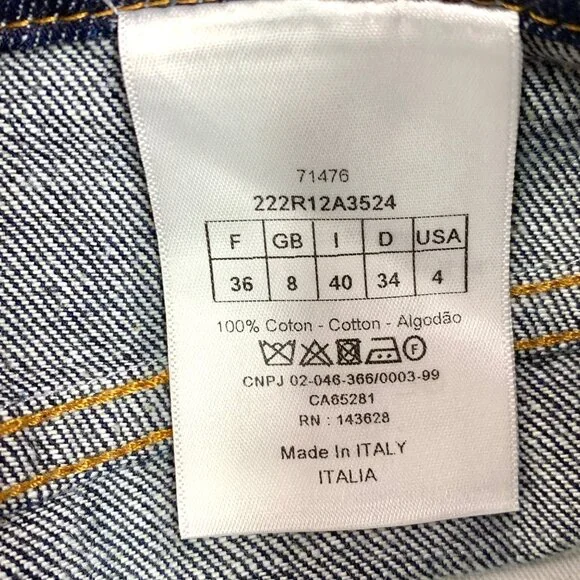 71476
222R12A3524
F GB I D USA
36 8 40 34 4
100% Coton - Cotton - Algodão
F
CNPJ 02-046-366/0003-99
CA65281
RN : 143628
Made In ITALY
ITALIA